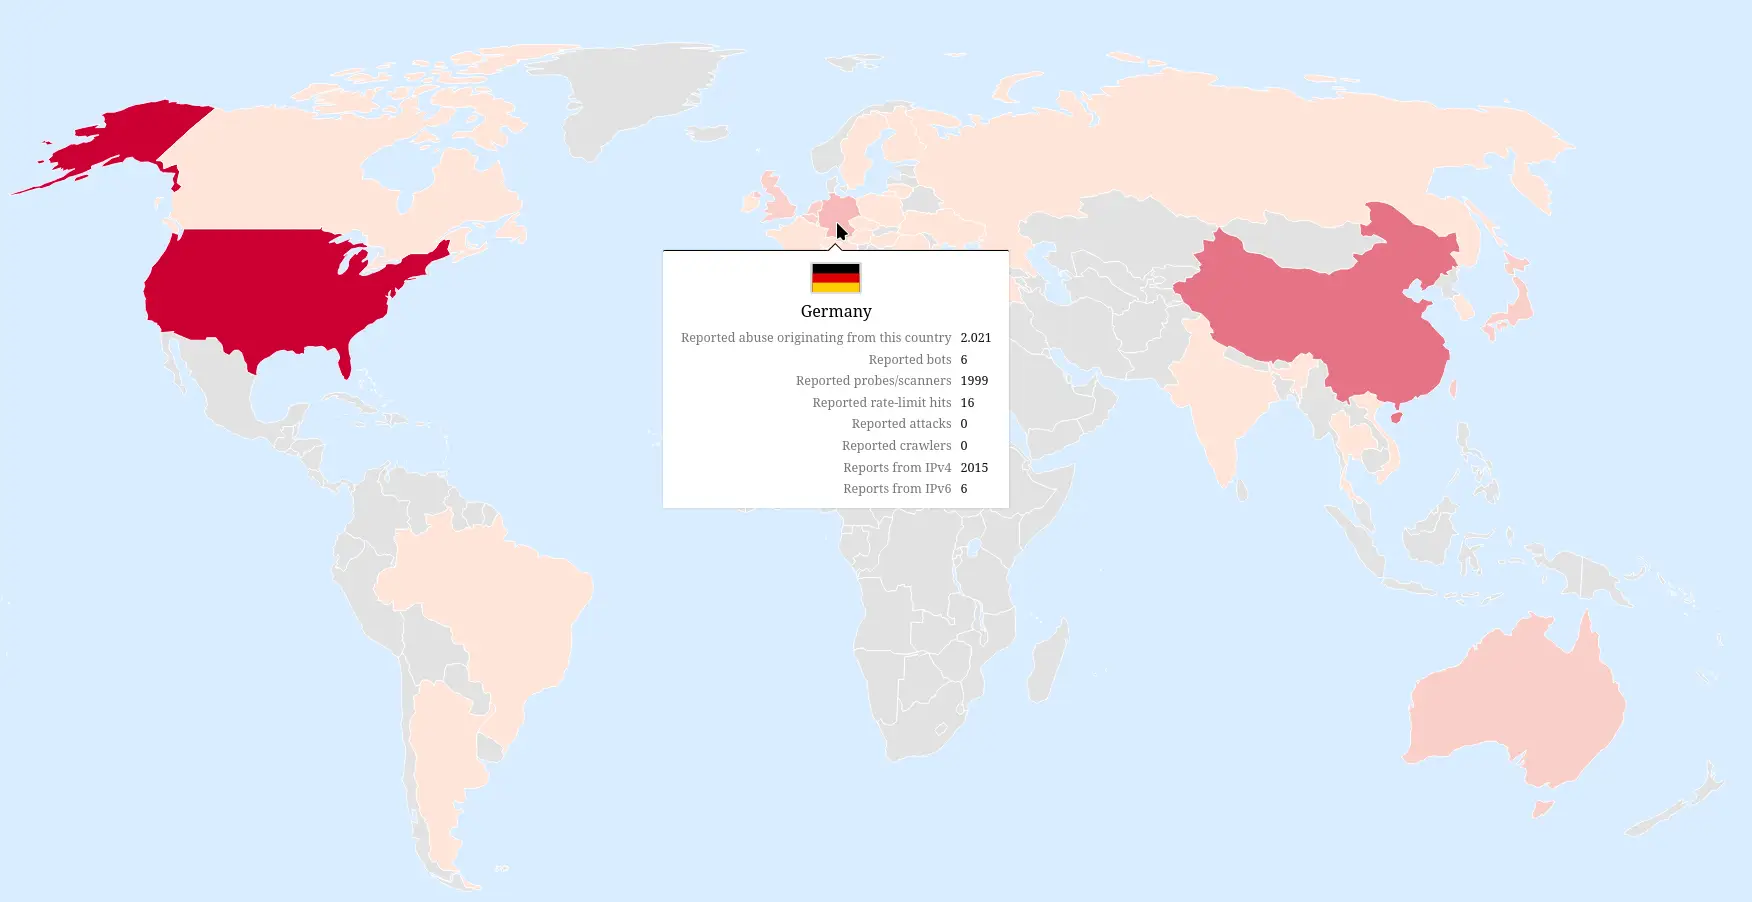 Germany
Reported abuse originating from this country 2.021
Reported bots 6
Reported probes/scanners 1999
Reported rate-limit hits 16
Reported attacks 0
Reported crawlers 0
Reports from IPv4 2015
Reports from IPv6 6